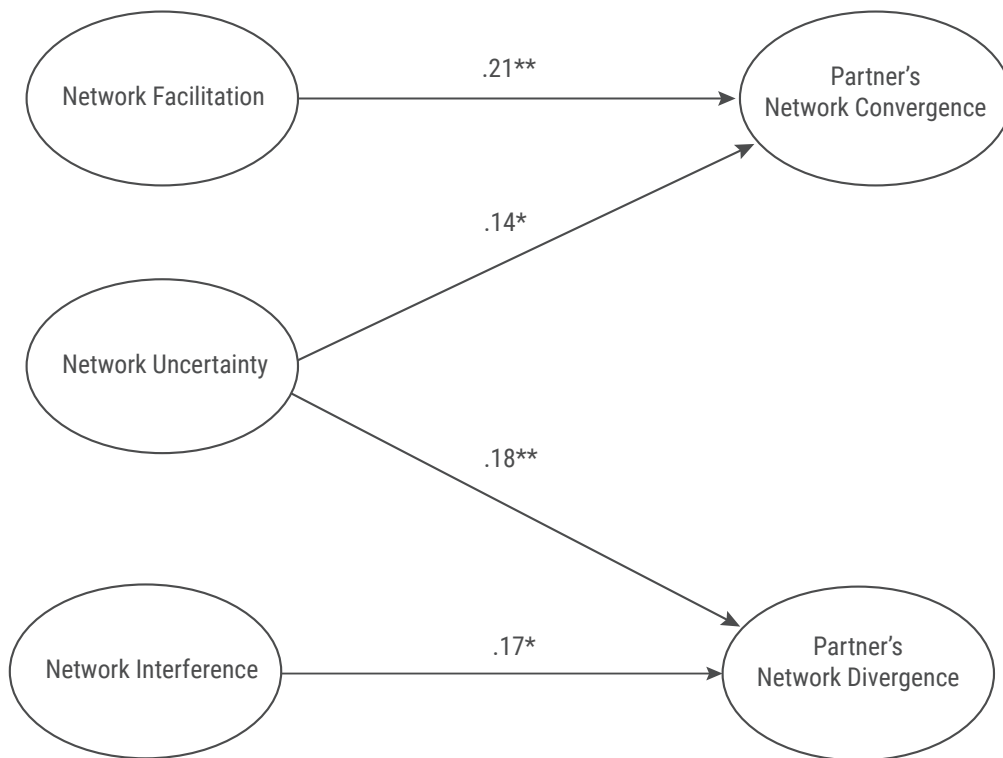 Network Facilitation
.21**
Partner’s
Network Convergence
.14*
Network Uncertainty
.18**
Network Interference
.17*
Partner’s
Network Divergence